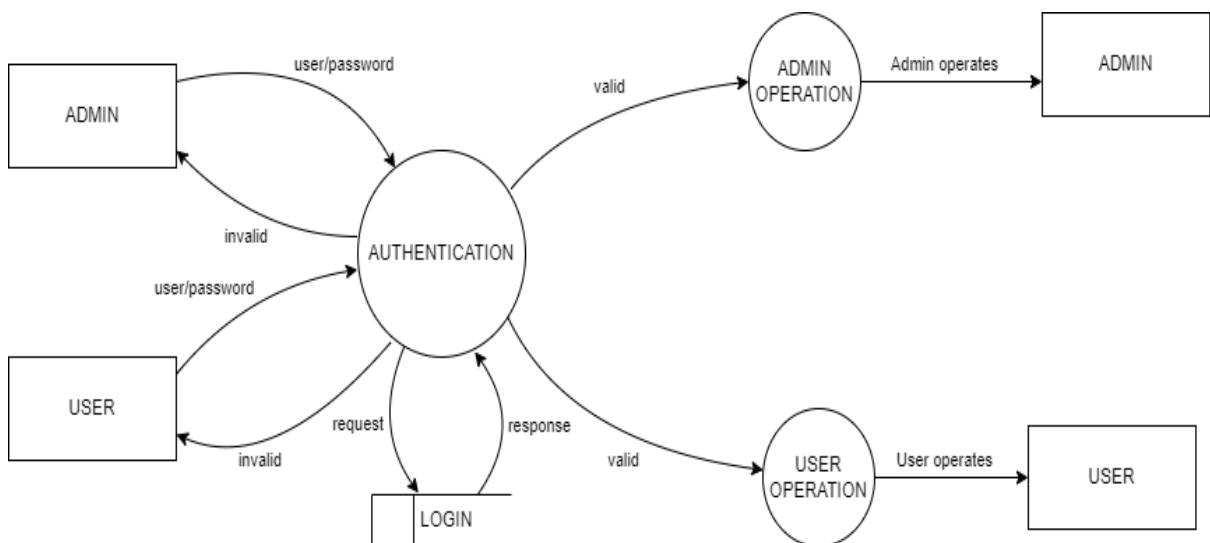 user/password
ADMIN
OPERATION
Admin operates
ADMIN
valid
ADMIN
invalid
AUTHENTICATION
user/password
USER
request
response
invalid
valid
USER
OPERATION
User operates
USER
LOGIN